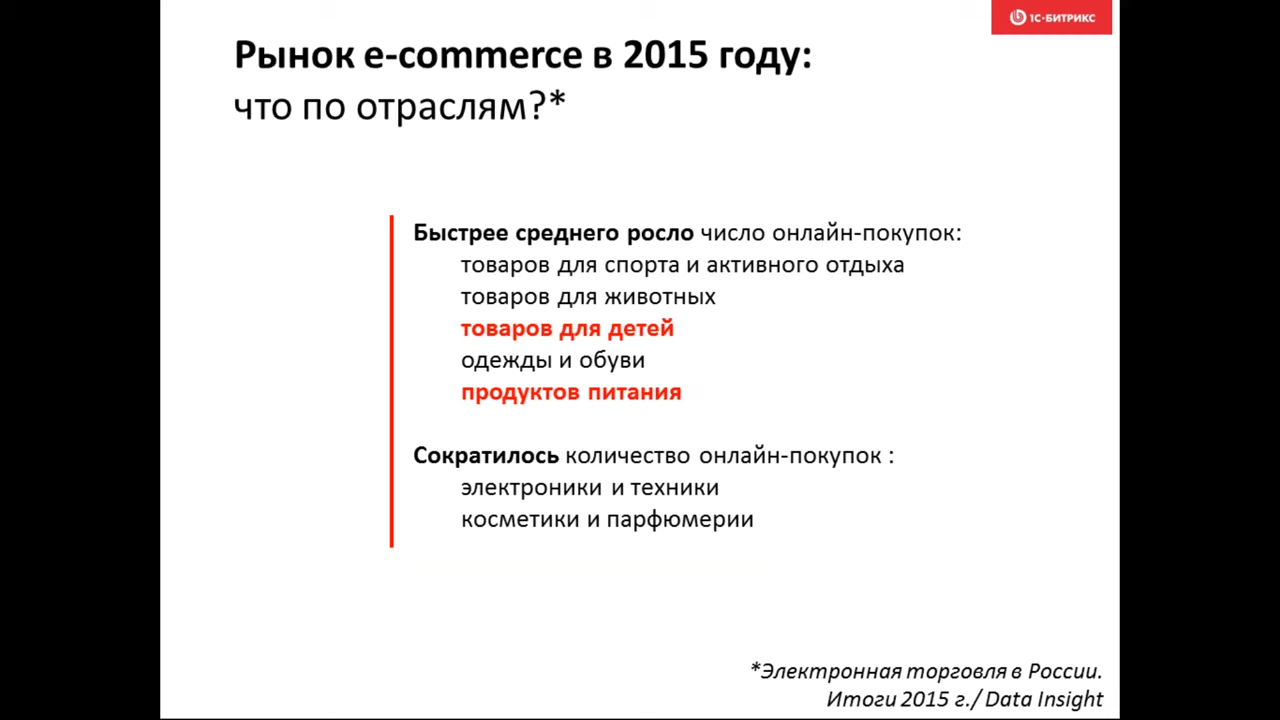 1С-БИТРИКС
Рынок e-commerce в 2015 году:
что по отраслям?*
Быстрее среднего росло число онлайн-покупок:
товаров для спорта и активного отдыха
товаров для животных
товаров для детей
одежды и обуви
продуктов питания
Сократилось количество онлайн-покупок :
электроники и техники
косметики и парфюмерии
*Электронная торговля в России.
Итоги 2015 г./ Data Insight